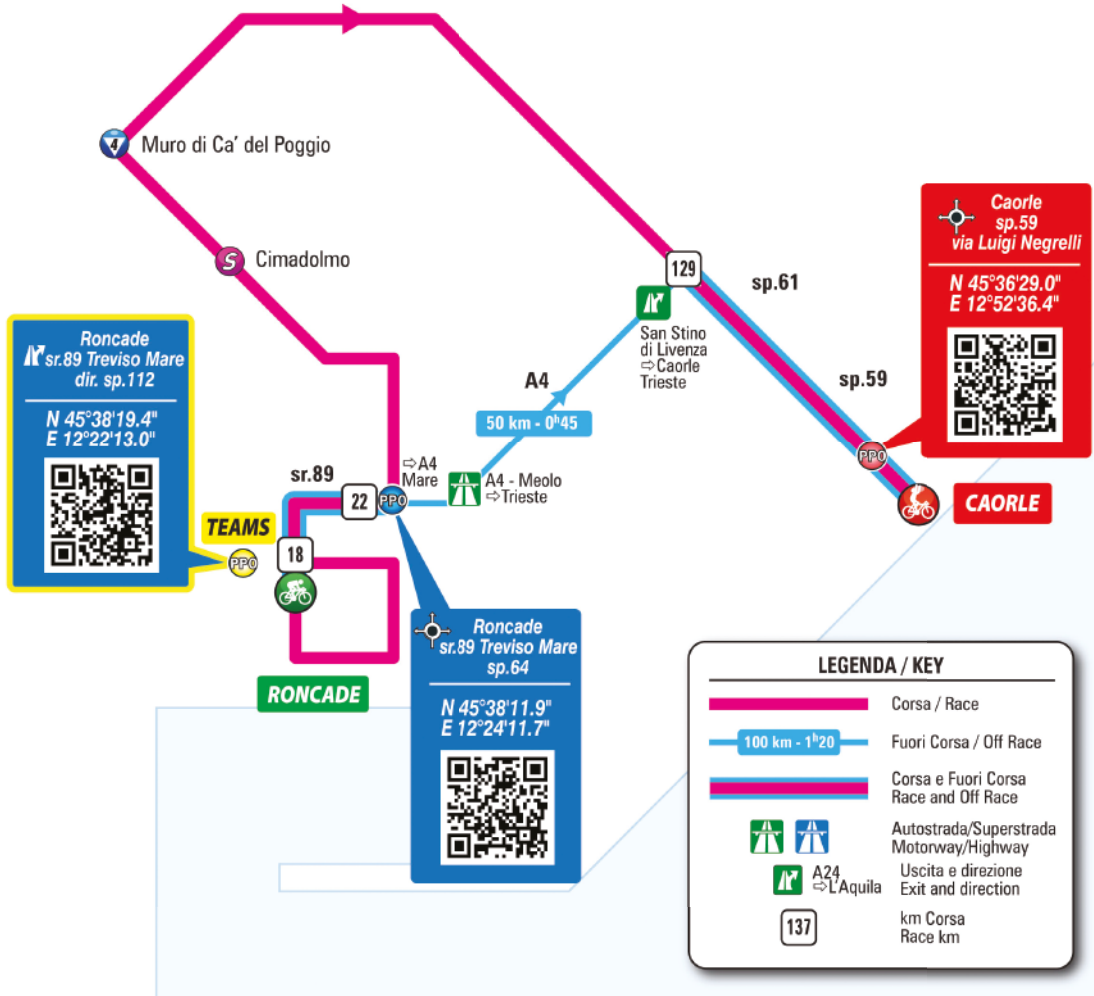 4
Muro di Ca' del Poggio
S
Cimadolmo
Caorle
sp.59
via Luigi Negrelli
N 45°36'29.0"
E 12°52'36.4"
129
sp.61
San Stino
di Livenza
⇨Caorle
Trieste
sp.59
PPO
CAORLE
Roncade
sr.89 Treviso Mare
dir. sp.112
N 45°38'19.4"
E 12°22'13.0"
A4
50 km - 0h45
⇨A4
Mare
A4 - Meolo
⇨Trieste
sr.89
22
PPO
TEAMS
PPO
18
RONCADE
Roncade
sr.89 Treviso Mare
sp.64
N 45°38'11.9"
E 12°24'11.7"
LEGENDA / KEY
Corsa / Race
100 km - 1h20
Fuori Corsa / Off Race
Corsa e Fuori Corsa
Race and Off Race
Autostrada/Superstrada
Motorway/Highway
A24
⇨L'Aquila
Uscita e direzione
Exit and direction
137
km Corsa
Race km